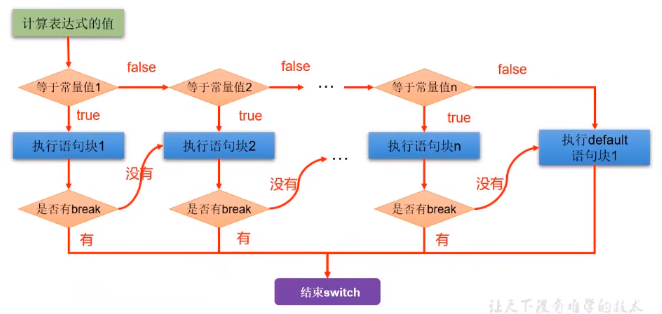 计算表达式的值
等于常量值1
false
等于常量值2
false
...
等于常量值n
false
true
true
true
执行语句块1
执行语句块2
...
执行语句块n
执行default
语句块1
没有
没有
没有
是否有break
是否有break
是否有break
有
有
有
结束switch
让天下没有难学的技术